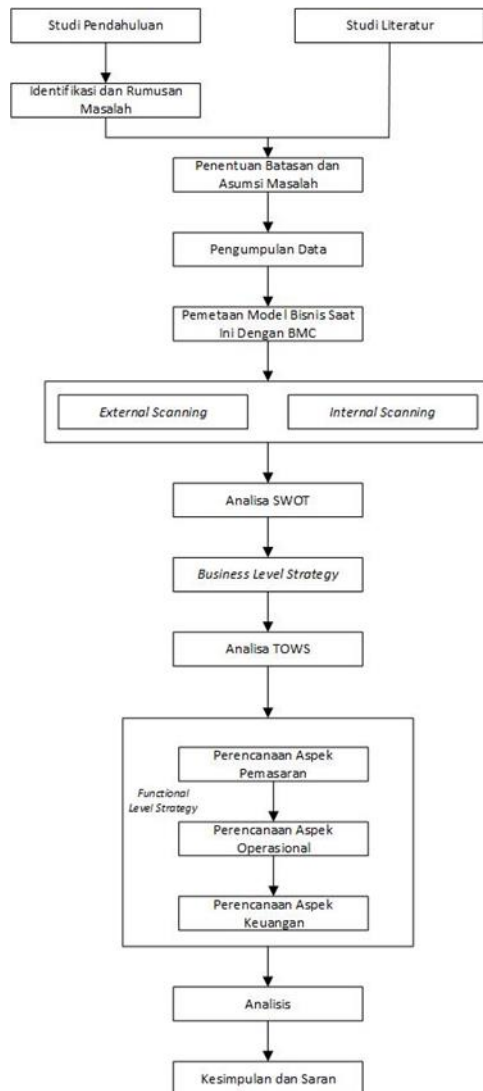 Studi Pendahuluan
Studi Literatur
Identifikasi dan Rumusan
Masalah
Penentuan Batasan dan
Asumsi Masalah
Pengumpulan Data
Pemetaan Model Bisnis Saat
Ini Dengan BMC
External Scanning
Internal Scanning
Analisa SWOT
Business Level Strategy
Analisa TOWS
Functional
Level Strategy
Perencanaan Aspek
Pemasaran
Perencanaan Aspek
Operasional
Perencanaan Aspek
Keuangan
Analisis
Kesimpulan dan Saran